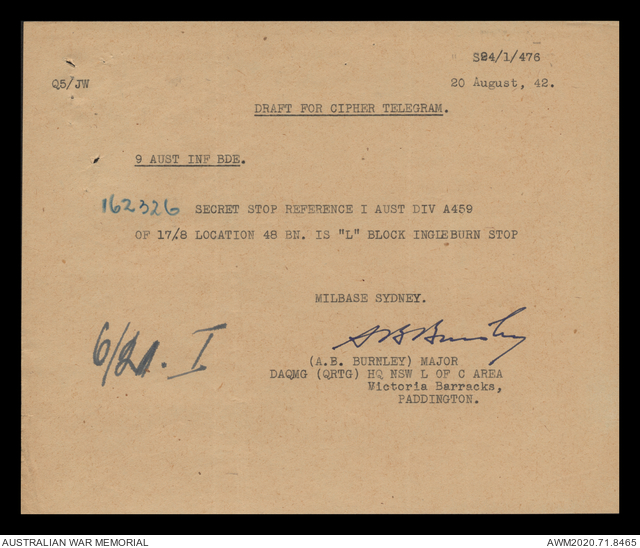 S24/1/476
Q5/JW
20 August, 42.
DRAFT FOR CIPHER TELEGRAM.
9 AUST INF BDE.
162326 SECRET STOP REFERENCE I AUST DIV A459
OF 17/8 LOCATION 48 BN. IS "L" BLOCK INGLEBURN STOP
MILBASE SYDNEY.
A B Burnley
(A.B. BURNLEY) MAJOR
DAQMG (QRTG) HQ NSW L OF C AREA
Victoria Barracks,
PADDINGTON.
AUSTRALIAN WAR MEMORIAL
AWM2020.71.8465